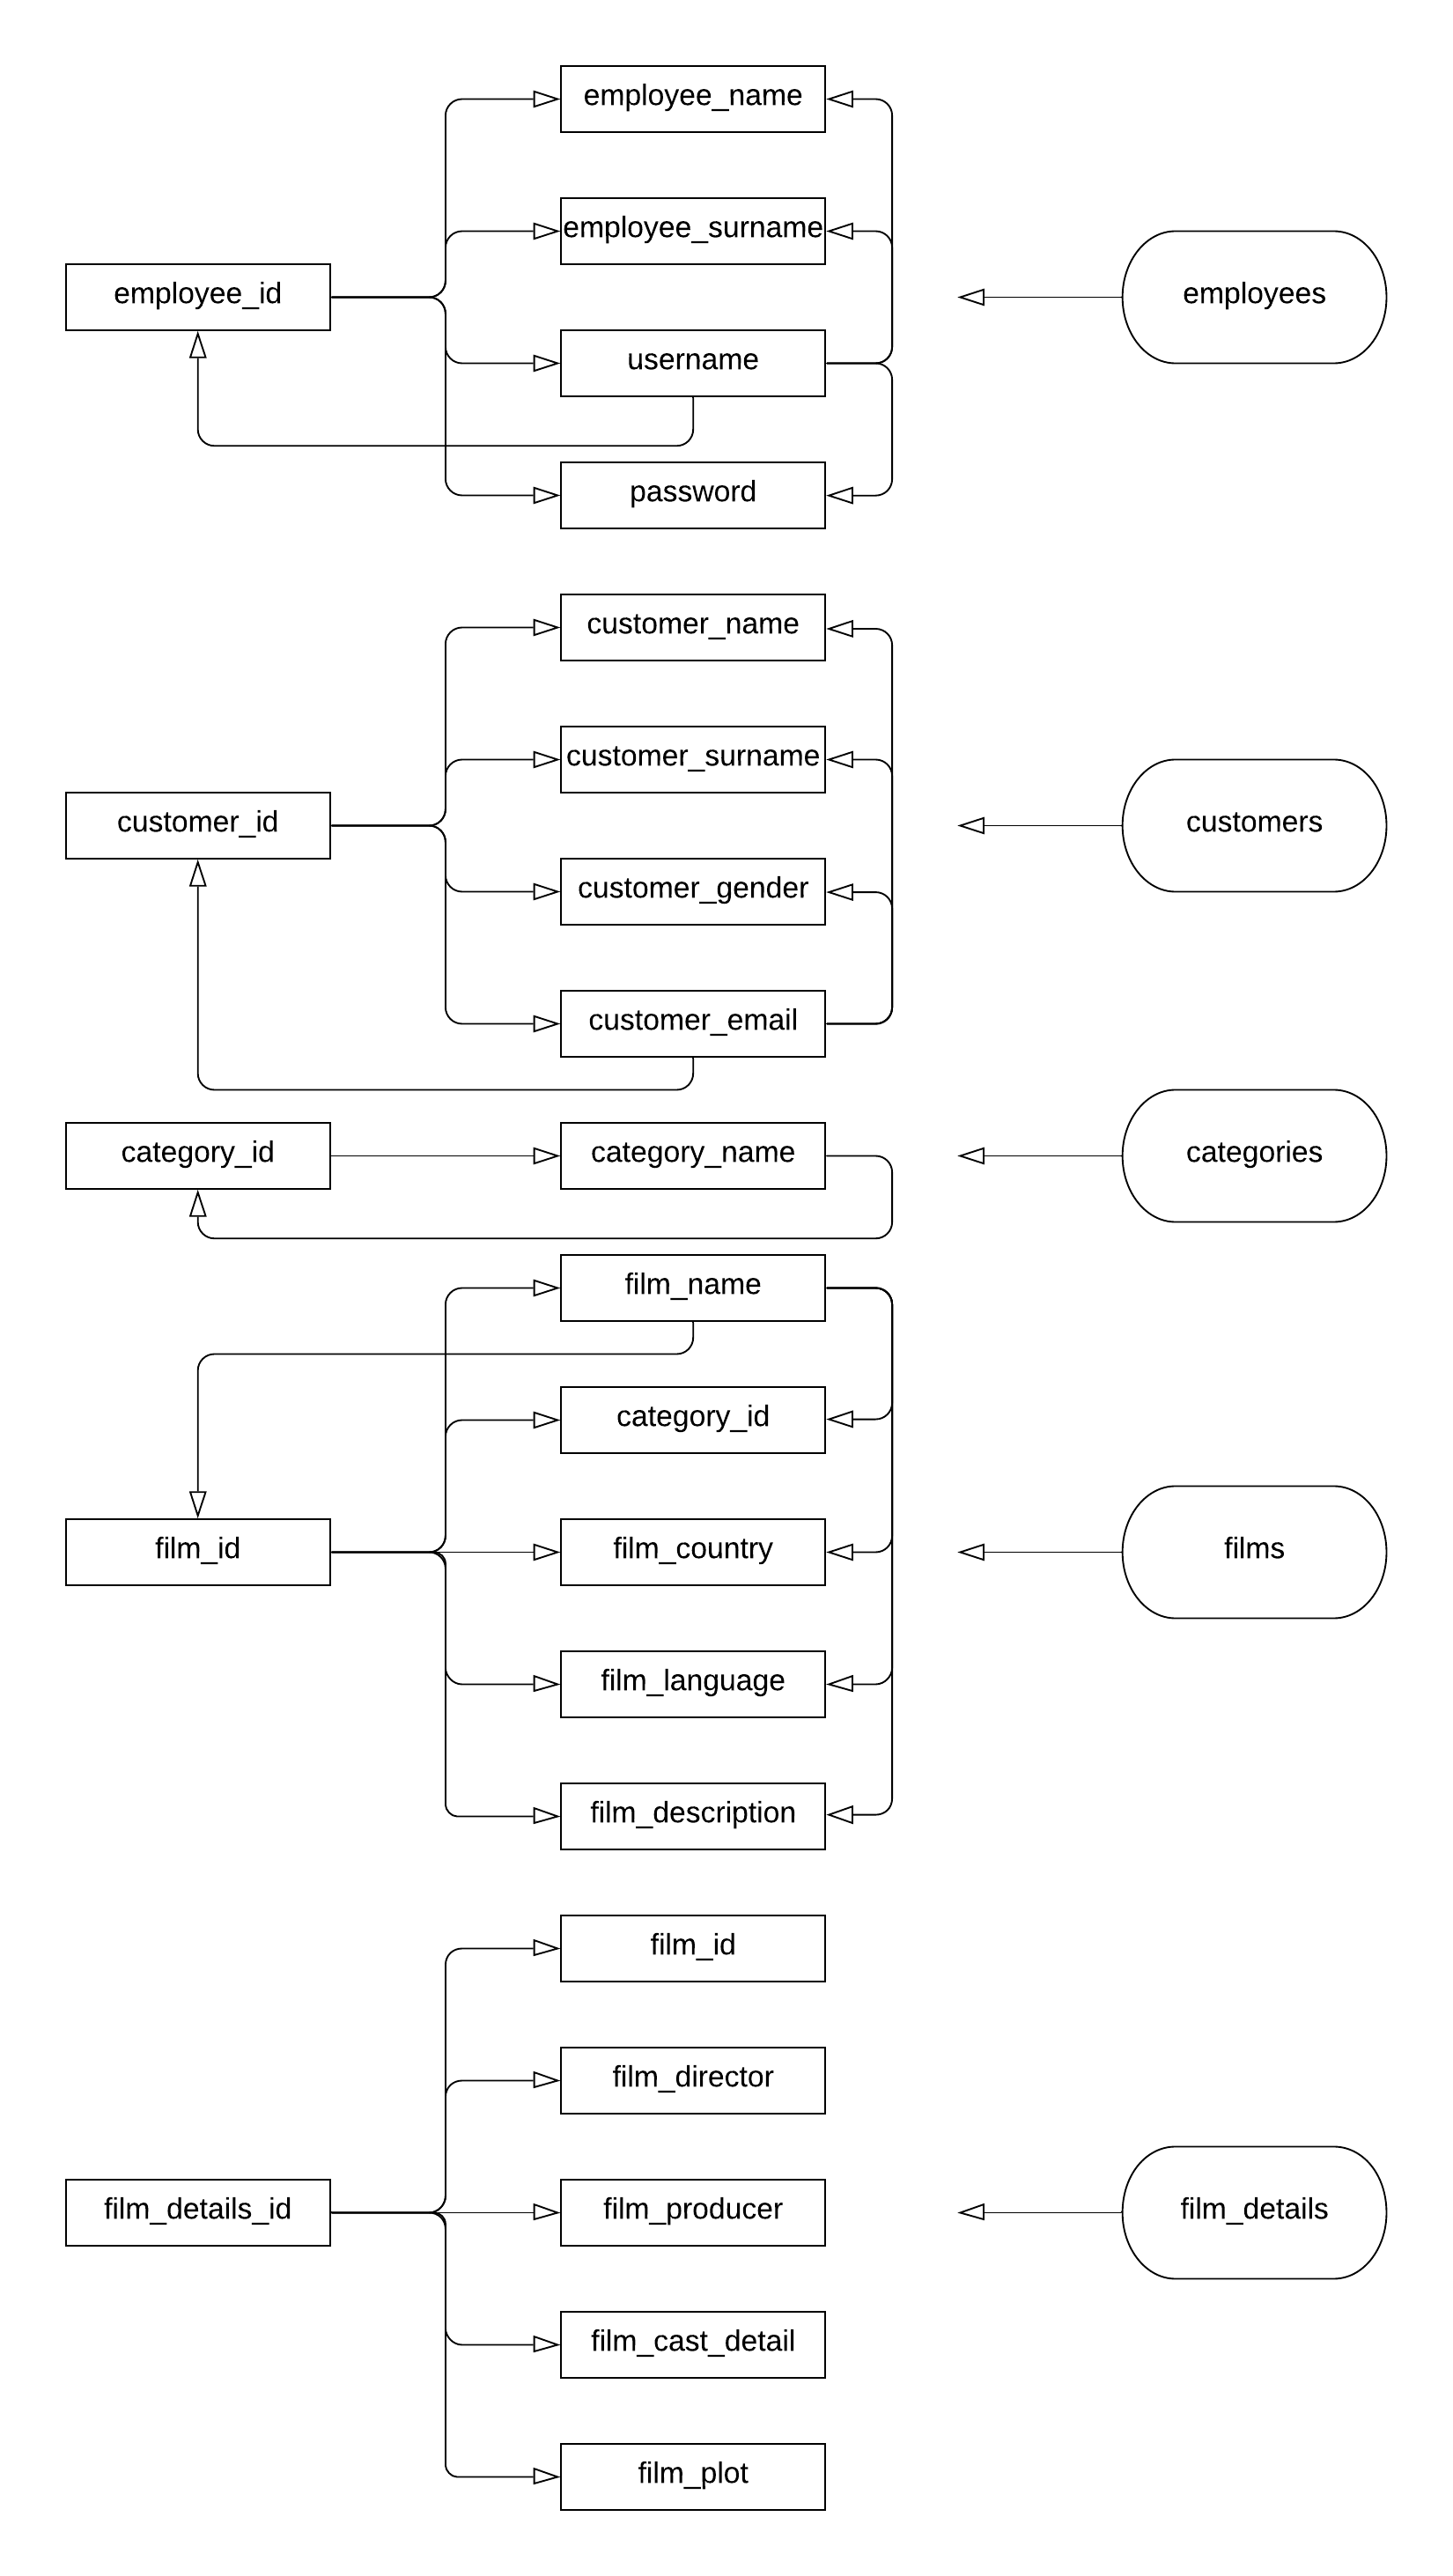 employee_name
employee_surname
employee_id
employees
username
password
customer_name
customer_surname
customer_id
customers
customer_gender
customer_email
category_id
category_name
categories
film_name
category_id
film_id
film_country
films
film_language
film_description
film_id
film_director
film_details_id
film_producer
film_details
film_cast_detail
film_plot